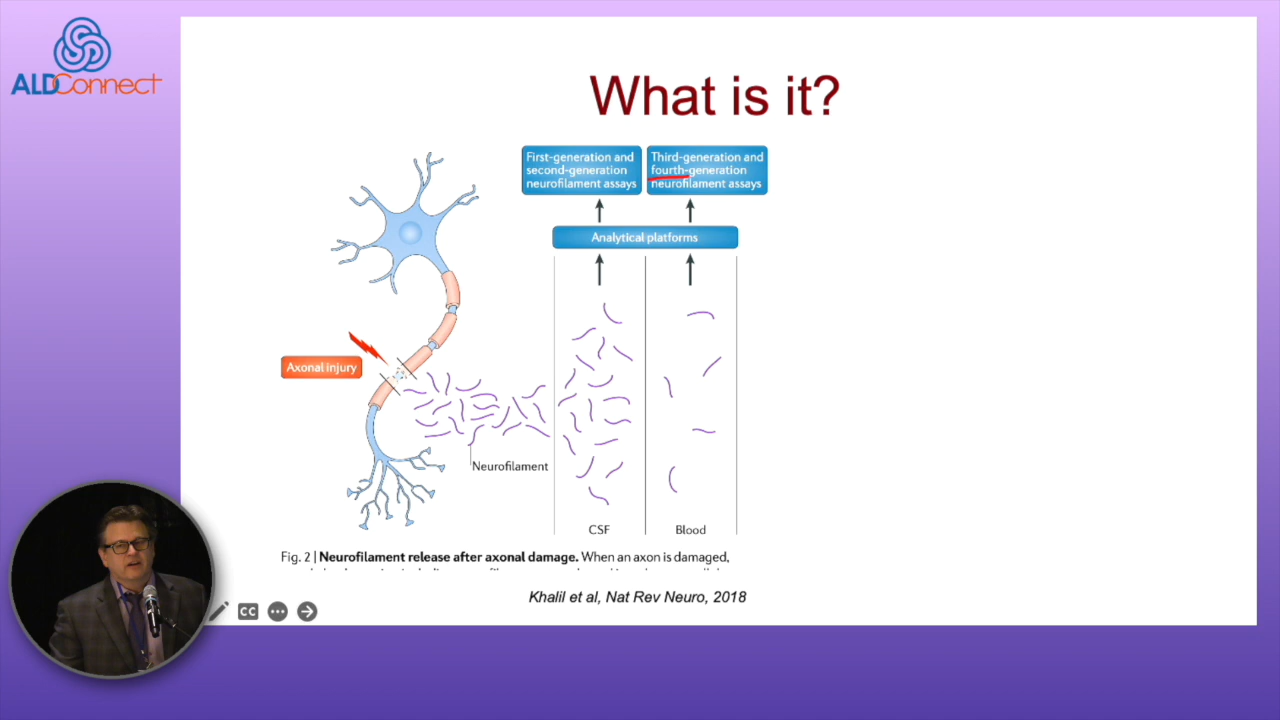 ALDConnect
What is it?
First-generation and
second-generation
neurofilament assays
Third-generation and
fourth-generation
neurofilament assays
Analytical platforms
Axonal injury
Neurofilament
CSF
Blood
Fig. 2 | Neurofilament release after axonal damage. When an axon is damaged,
Khalil et al, Nat Rev Neuro, 2018
CC